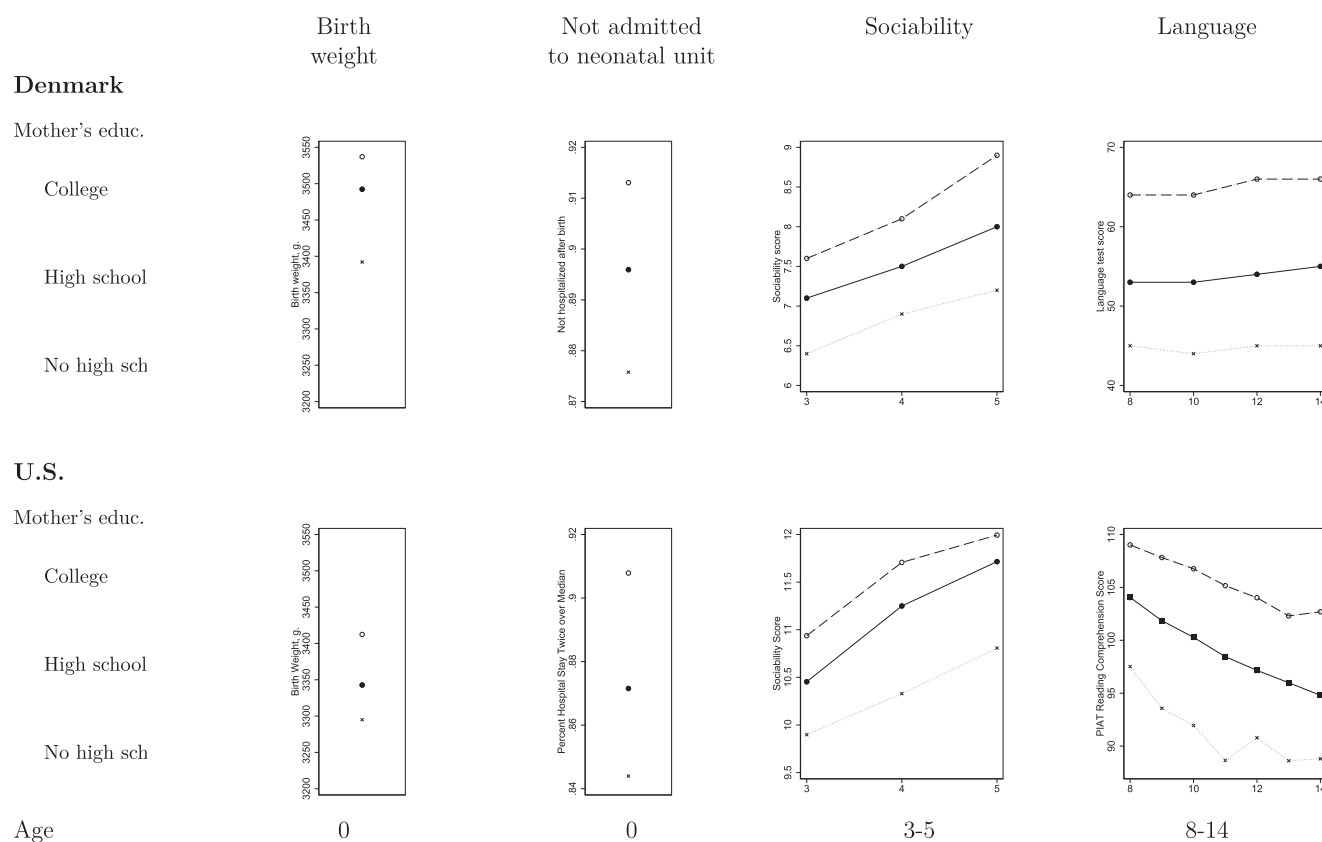 Birth weight
Not admitted to neonatal unit
Sociability
Language
Denmark
Mother's educ.
College
High school
No high sch
Birth weight, g.
3200 3250 3300 3350 3400 3450 3500 3550
Not hospitalized after birth
.87 .88 .89 .9 .91 .92
Sociability score
6 6.5 7 7.5 8 8.5 9
3 4 5
Language test score
40 50 60 70
8 10 12 14
U.S.
Mother's educ.
College
High school
No high sch
Birth Weight, g.
3200 3250 3300 3350 3400 3450 3500 3550
Percent Hospital Stay Twice over Median
.84 .86 .88 .9 .92
Sociability Score
9.5 10 10.5 11 11.5 12
3 4 5
PIAT Reading Comprehension Score
90 95 100 105 110
8 10 12 14
Age 0 0 3-5 8-14